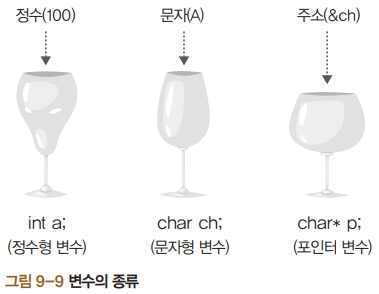 정수(100) 문자(A) 주소(&ch)
int a; char ch; char* p;
(정수형 변수) (문자형 변수) (포인터 변수)
그림 9-9 변수의 종류